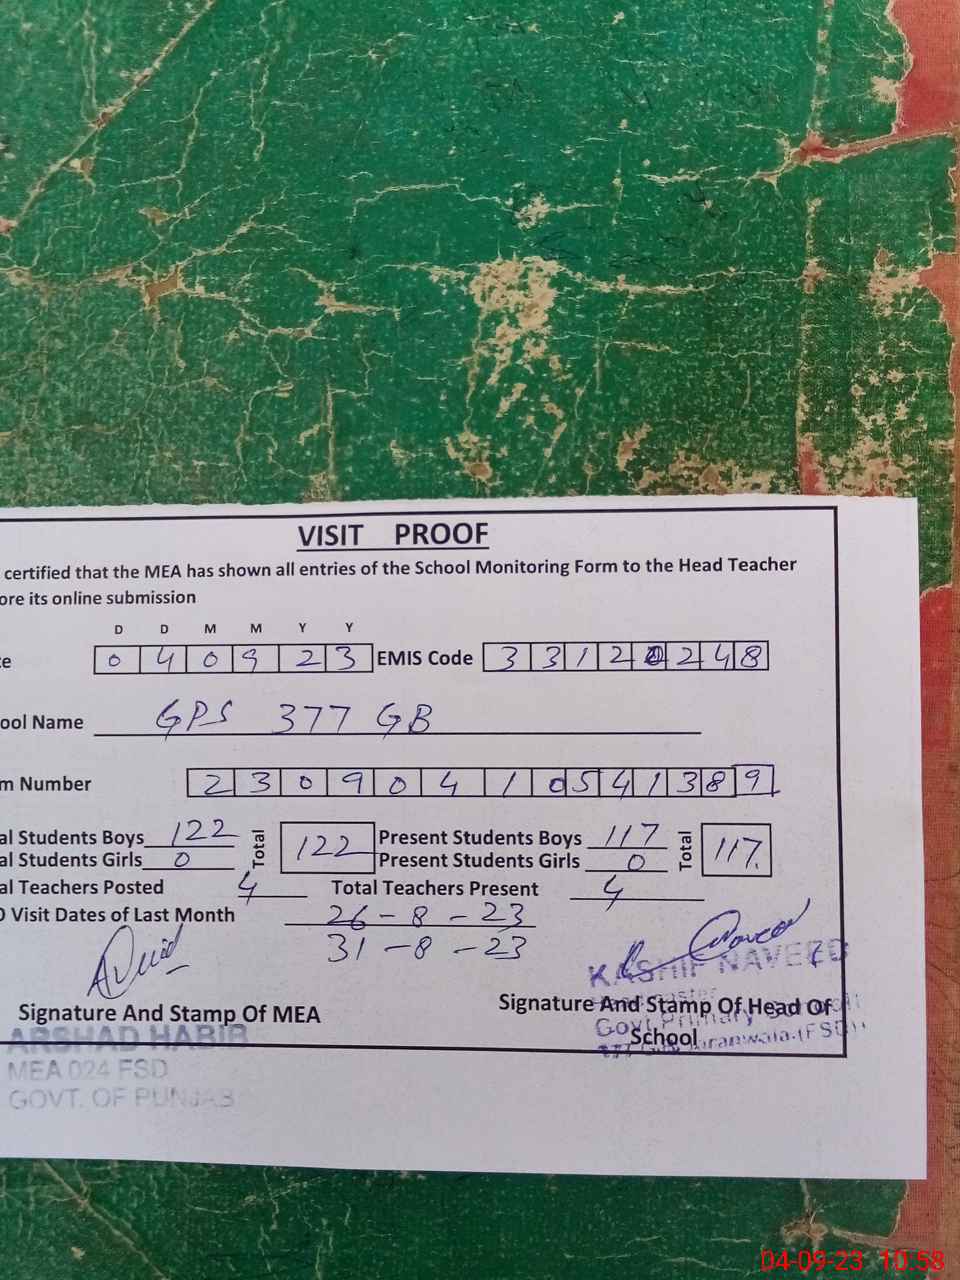 VISIT PROOF
certified that the MEA has shown all entries of the School Monitoring Form to the Head Teacher
ore its online submission
D D M M Y Y
te 0 4 0 9 2 3 EMIS Code 3 3 1 2 0 2 4 8
ool Name GPS 377 GB
m Number 2 3 0 9 0 4 1 0 5 4 1 3 8 9
al Students Boys 122 Total 122 Present Students Boys 117 Total 117.
al Students Girls 0 Present Students Girls 0
al Teachers Posted 4 Total Teachers Present 4
O Visit Dates of Last Month 26-8-23
31-8-23
KASHIF NAVEED
Headmaster
Signature And Stamp Of MEA Signature And Stamp Of Head Of School
Govt. Primary School
ARSHAD HABIB
MEA 024 FSD
GOVT. OF PUNJAB
04-09-23 10:58